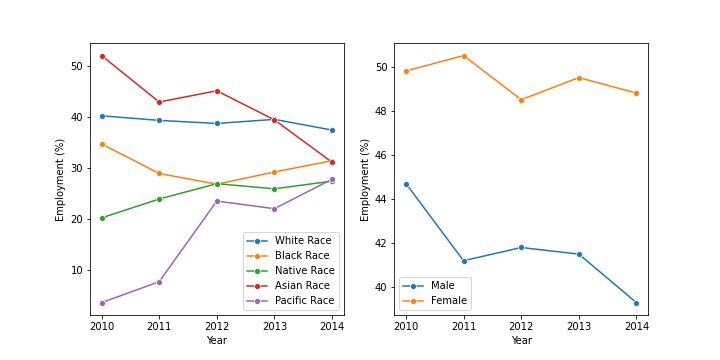 Employment (%)
50
40
30
20
10
2010 2011 2012 2013 2014
Year
White Race
Black Race
Native Race
Asian Race
Pacific Race
Employment (%)
50
48
46
44
42
40
2010 2011 2012 2013 2014
Year
Male
Female